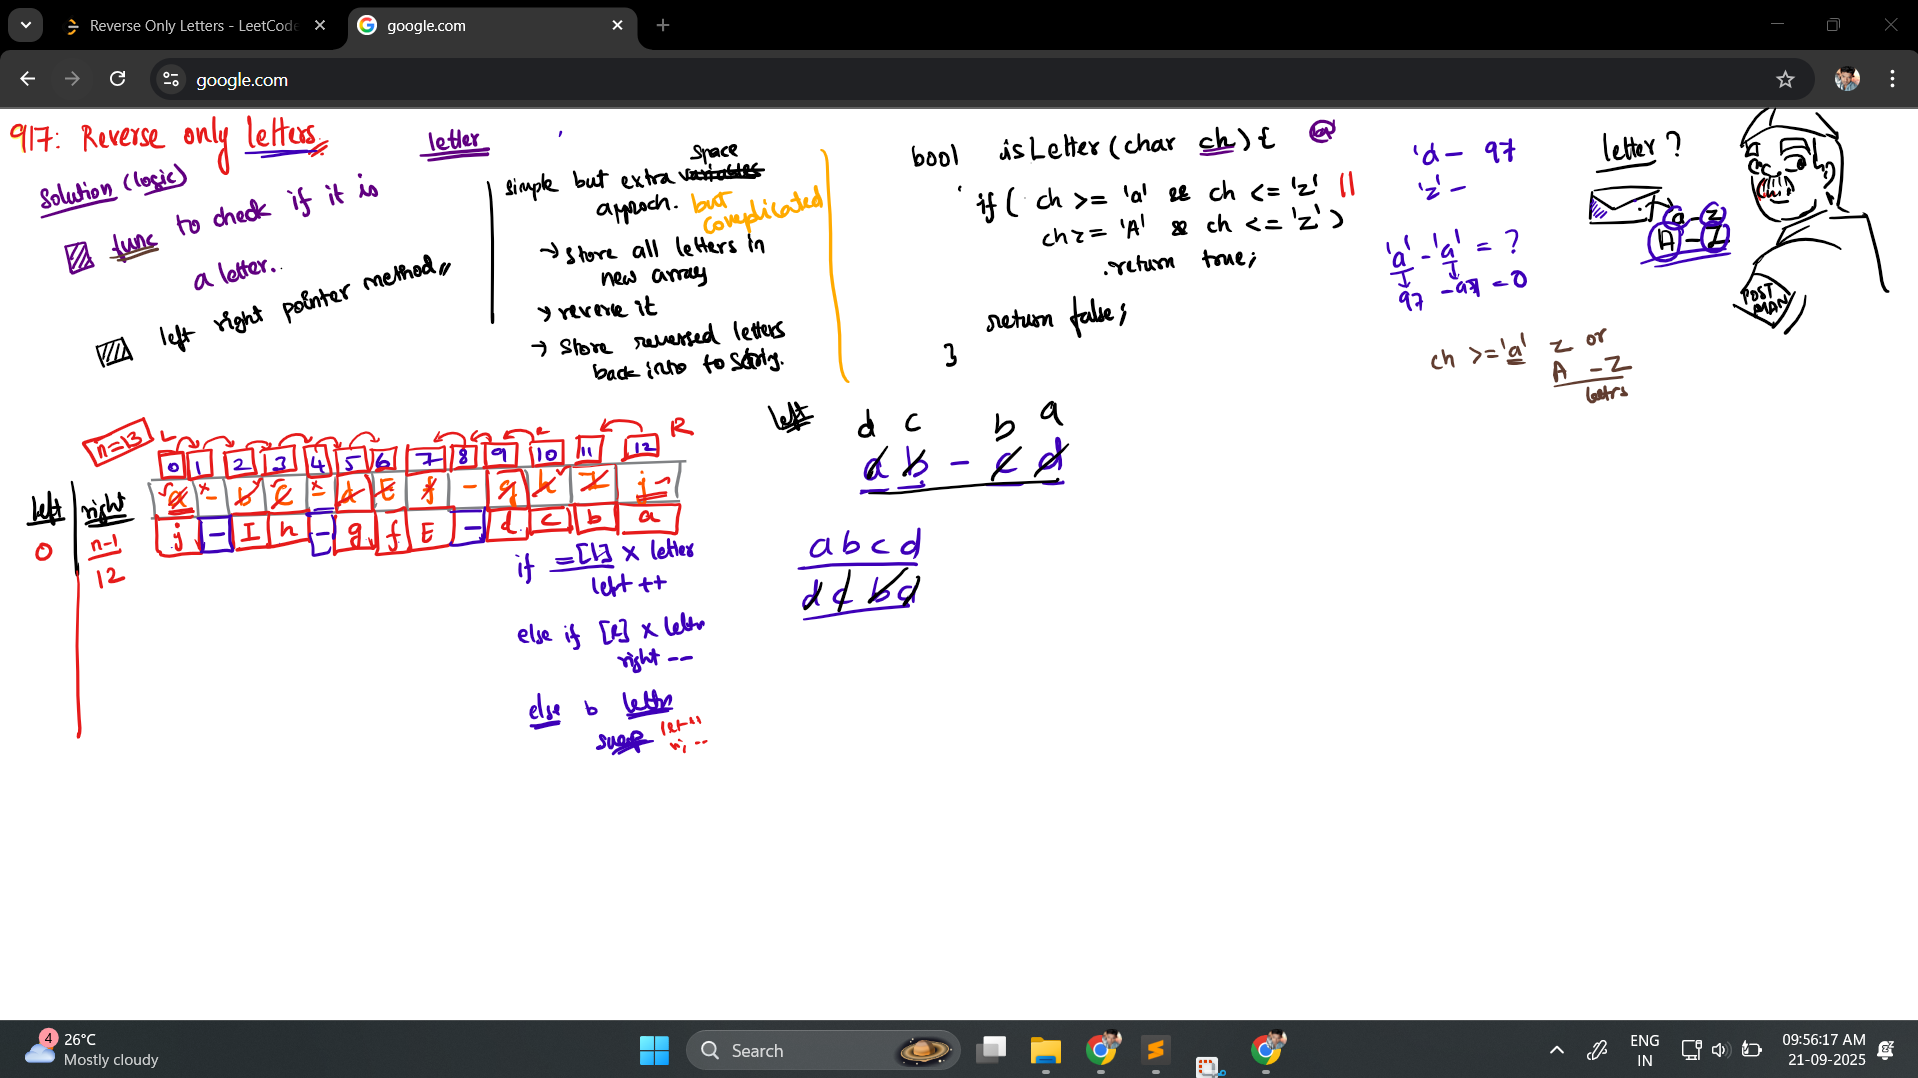 Reverse Only Letters - LeetCode
google.com
google.com
917: Reverse only letters.
Solution (logic)
func to check if it is
a letter..
left right pointer method,,
letter
space
simple but extra
approch. but
complicated
→ store all letters in
new array
→ reverse it
→ store reversed letters
back into to
bool isLetter (char ch) {
if ( ch >= 'a' && ch <= 'z' ||
ch >= 'A' && ch <= 'Z' )
return true;
return false;
}
'a - 97
'z' -
'a' - 'a' = ?
97 - 97 = 0
ch >= 'a' z or
A - Z
letters
letter ?
a - z
A - Z
POST
MAN
n=13
L R
0 1 2 3 4 5 6 7 8 9 10 11 12
a - b c - d E f - g h I j
j - I h - g f E - d c b a
left right
0 n-1
12
if = [L] x letter
left ++
else if [R] x letter
right --
else b letter
swap
left
d c b a
a b - c d
a b c d
d c b a
4
26°C
Mostly cloudy
Search
ENG
IN
09:56:17 AM
21-09-2025